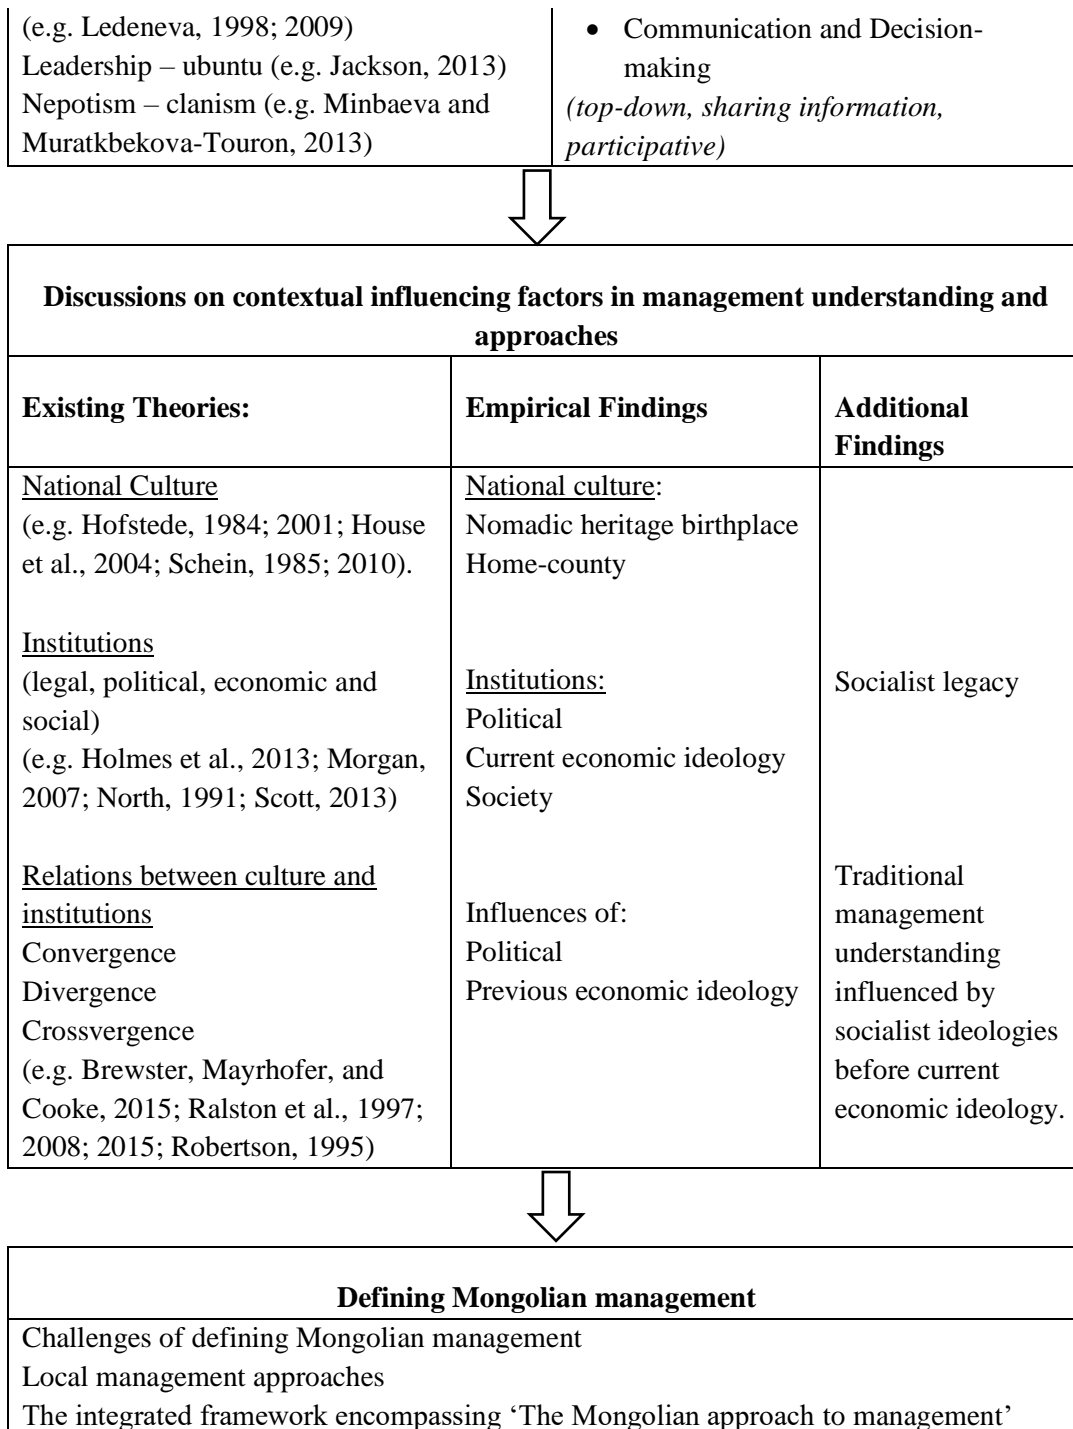 (e.g. Ledeneva, 1998; 2009)
Leadership – ubuntu (e.g. Jackson, 2013)
Nepotism – clanism (e.g. Minbaeva and
Muratkbekova-Touron, 2013)
• Communication and Decision-
making
(top-down, sharing information,
participative)
Discussions on contextual influencing factors in management understanding and
approaches
Existing Theories:
Empirical Findings
Additional
Findings
National Culture
(e.g. Hofstede, 1984; 2001; House
et al., 2004; Schein, 1985; 2010).
Institutions
(legal, political, economic and
social)
(e.g. Holmes et al., 2013; Morgan,
2007; North, 1991; Scott, 2013)
Relations between culture and
institutions
Convergence
Divergence
Crossvergence
(e.g. Brewster, Mayrhofer, and
Cooke, 2015; Ralston et al., 1997;
2008; 2015; Robertson, 1995)
National culture:
Nomadic heritage birthplace
Home-county
Institutions:
Political
Current economic ideology
Society
Influences of:
Political
Previous economic ideology
Socialist legacy
Traditional
management
understanding
influenced by
socialist ideologies
before current
economic ideology.
Defining Mongolian management
Challenges of defining Mongolian management
Local management approaches
The integrated framework encompassing ‘The Mongolian approach to management’